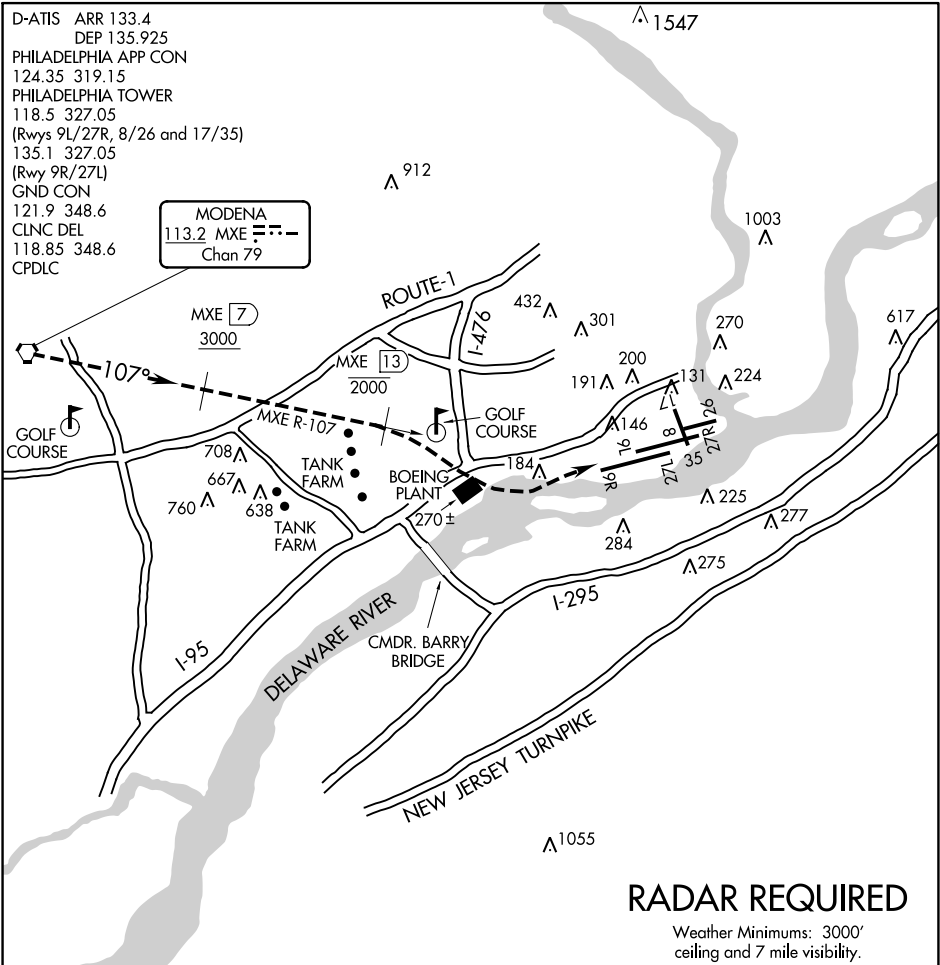 D-ATIS ARR 133.4
DEP 135.925
PHILADELPHIA APP CON
124.35 319.15
PHILADELPHIA TOWER
118.5 327.05
(Rwys 9L/27R, 8/26 and 17/35)
135.1 327.05
(Rwy 9R/27L)
GND CON
121.9 348.6
CLNC DEL
118.85 348.6
CPDLC
1547
912
MODENA
113.2 MXE
Chan 79
1003
ROUTE-1
I-476
432
301
270
617
MXE 7
3000
MXE 13
2000
107°
MXE R-107
200
191
131
224
GOLF
COURSE
GOLF
COURSE
146
17
8
26
9L
27R
35
9R
27L
708
TANK
FARM
BOEING
PLANT
184
667
760
638
TANK
FARM
270±
225
284
277
275
I-295
CMDR. BARRY
BRIDGE
I-95
DELAWARE RIVER
NEW JERSEY TURNPIKE
1055
RADAR REQUIRED
Weather Minimums: 3000'
ceiling and 7 mile visibility.